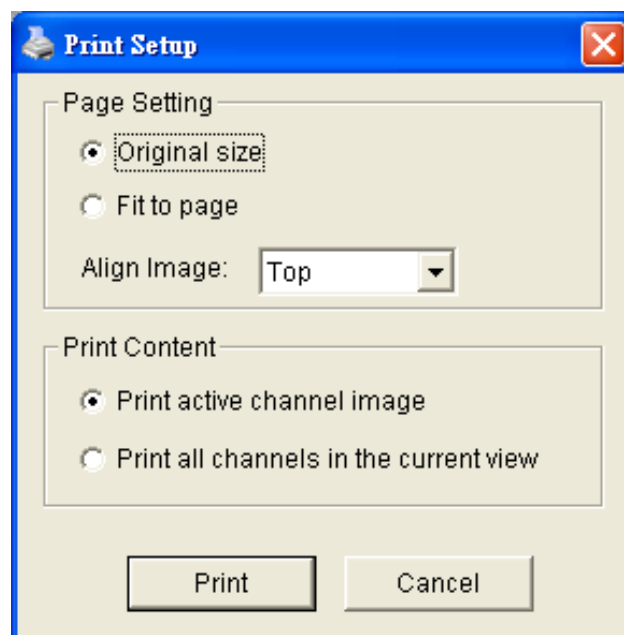 Print Setup
Page Setting
Original size
Fit to page
Align Image: Top
Print Content
Print active channel image
Print all channels in the current view
Print Cancel